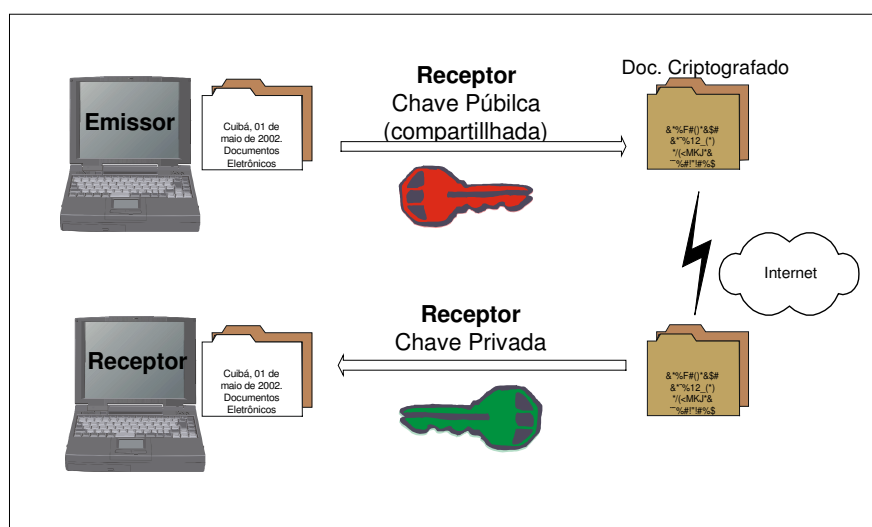 Emissor
Cuibá, 01 de
maio de 2002.
Documentos
Eletrônicos
Receptor
Chave Púbilca
(compartillhada)
Doc. Criptografado
&*%F#()*&$#
&*¨%12_(*)
*/(<MKJ*&
¨%#!"!#%$
Internet
Receptor
Cuibá, 01 de
maio de 2002.
Documentos
Eletrônicos
Receptor
Chave Privada
&*%F#()*&$#
&*¨%12_(*)
*/(<MKJ*&
¨%#!"!#%$